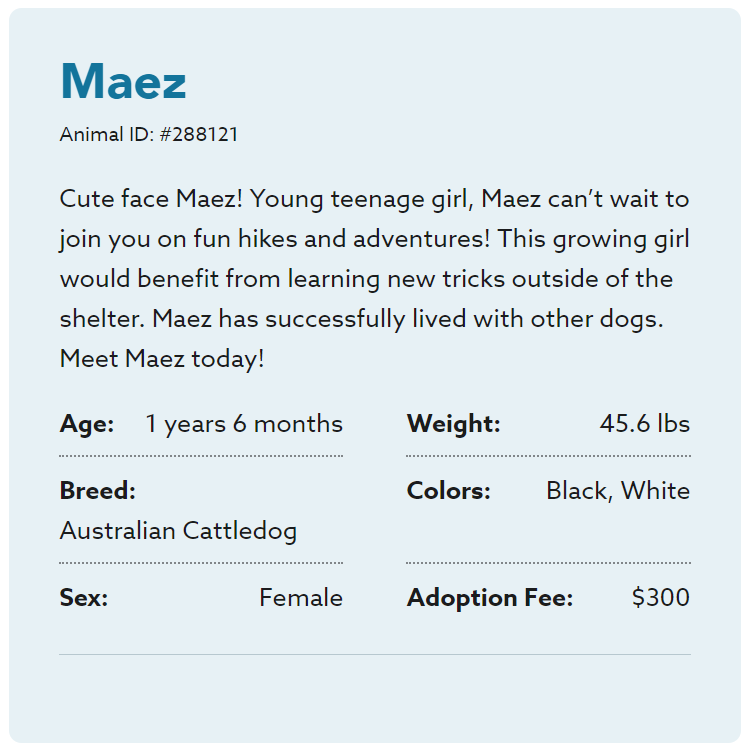 Maez
Animal ID: #288121
Cute face Maez! Young teenage girl, Maez can’t wait to
join you on fun hikes and adventures! This growing girl
would benefit from learning new tricks outside of the
shelter. Maez has successfully lived with other dogs.
Meet Maez today!
Age: 1 years 6 months
Weight: 45.6 lbs
Breed:
Australian Cattledog
Colors: Black, White
Sex: Female
Adoption Fee: $300